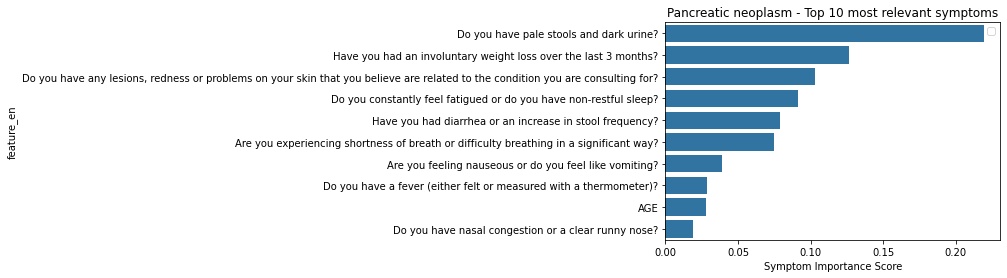 Pancreatic neoplasm - Top 10 most relevant symptoms
Do you have pale stools and dark urine?
Have you had an involuntary weight loss over the last 3 months?
Do you have any lesions, redness or problems on your skin that you believe are related to the condition you are consulting for?
Do you constantly feel fatigued or do you have non-restful sleep?
Have you had diarrhea or an increase in stool frequency?
Are you experiencing shortness of breath or difficulty breathing in a significant way?
Are you feeling nauseous or do you feel like vomiting?
Do you have a fever (either felt or measured with a thermometer)?
AGE
Do you have nasal congestion or a clear runny nose?
feature_en
0.00 0.05 0.10 0.15 0.20
Symptom Importance Score